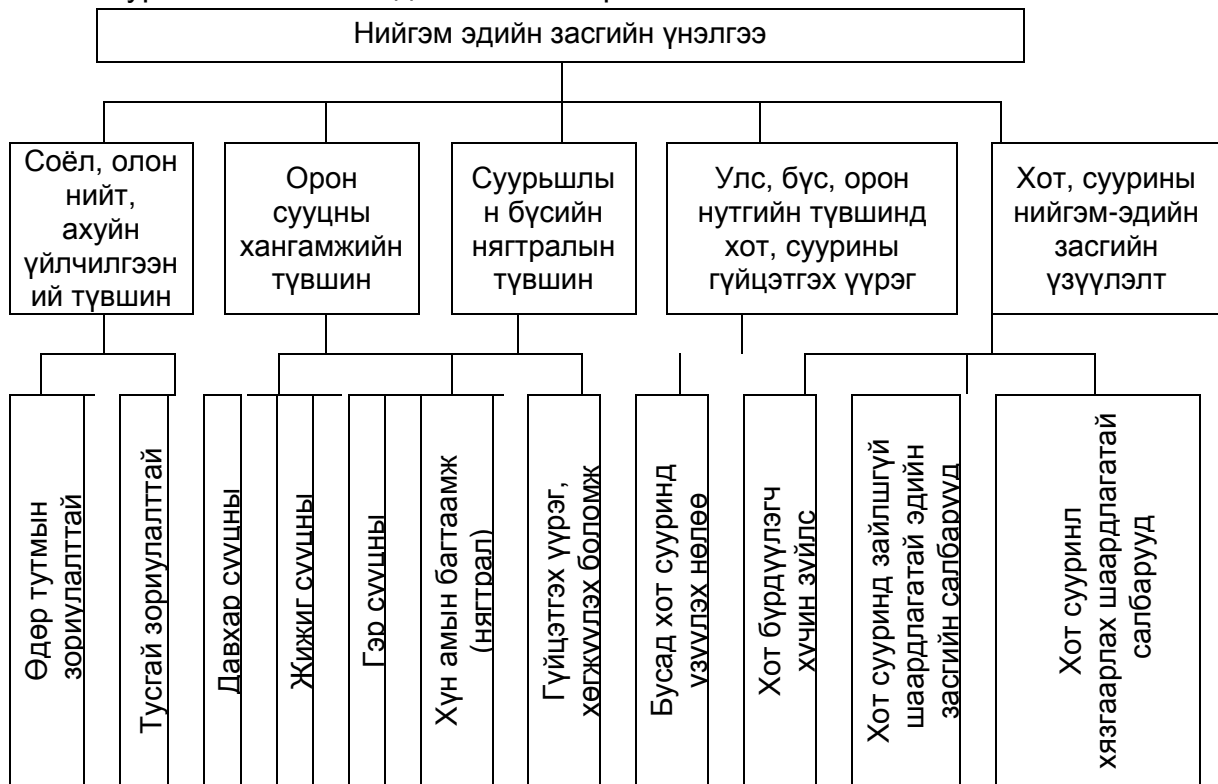 Нийгэм эдийн засгийн үнэлгээ
Соёл, олон
нийт,
ахуйн
үйлчилгээн
ий түвшин
Орон
сууцны
хангамжийн
түвшин
Суурьшлы
н бүсийн
нягтралын
түвшин
Улс, бүс, орон
нутгийн түвшинд
хот, суурины
гүйцэтгэх үүрэг
Хот, суурины
нийгэм-эдийн
засгийн
үзүүлэлт
Өдөр тутмын
зориулалттай
Тусгай зориулалттай
Давхар сууцны
Жижиг сууцны
Гэр сууцны
Хүн амын багтаамж
(нягтрал)
Гүйцэтгэх үүрэг,
хөгжүүлэх боломж
Бусад хот сууринд
үзүүлэх нөлөө
Хот бүрдүүлэгч
хүчин зүйлс
Хот сууринд зайлшгүй
шаардлагатай эдийн
засгийн салбарууд
Хот сууринл
хязгаарлах шаардлагатай
салбарууд